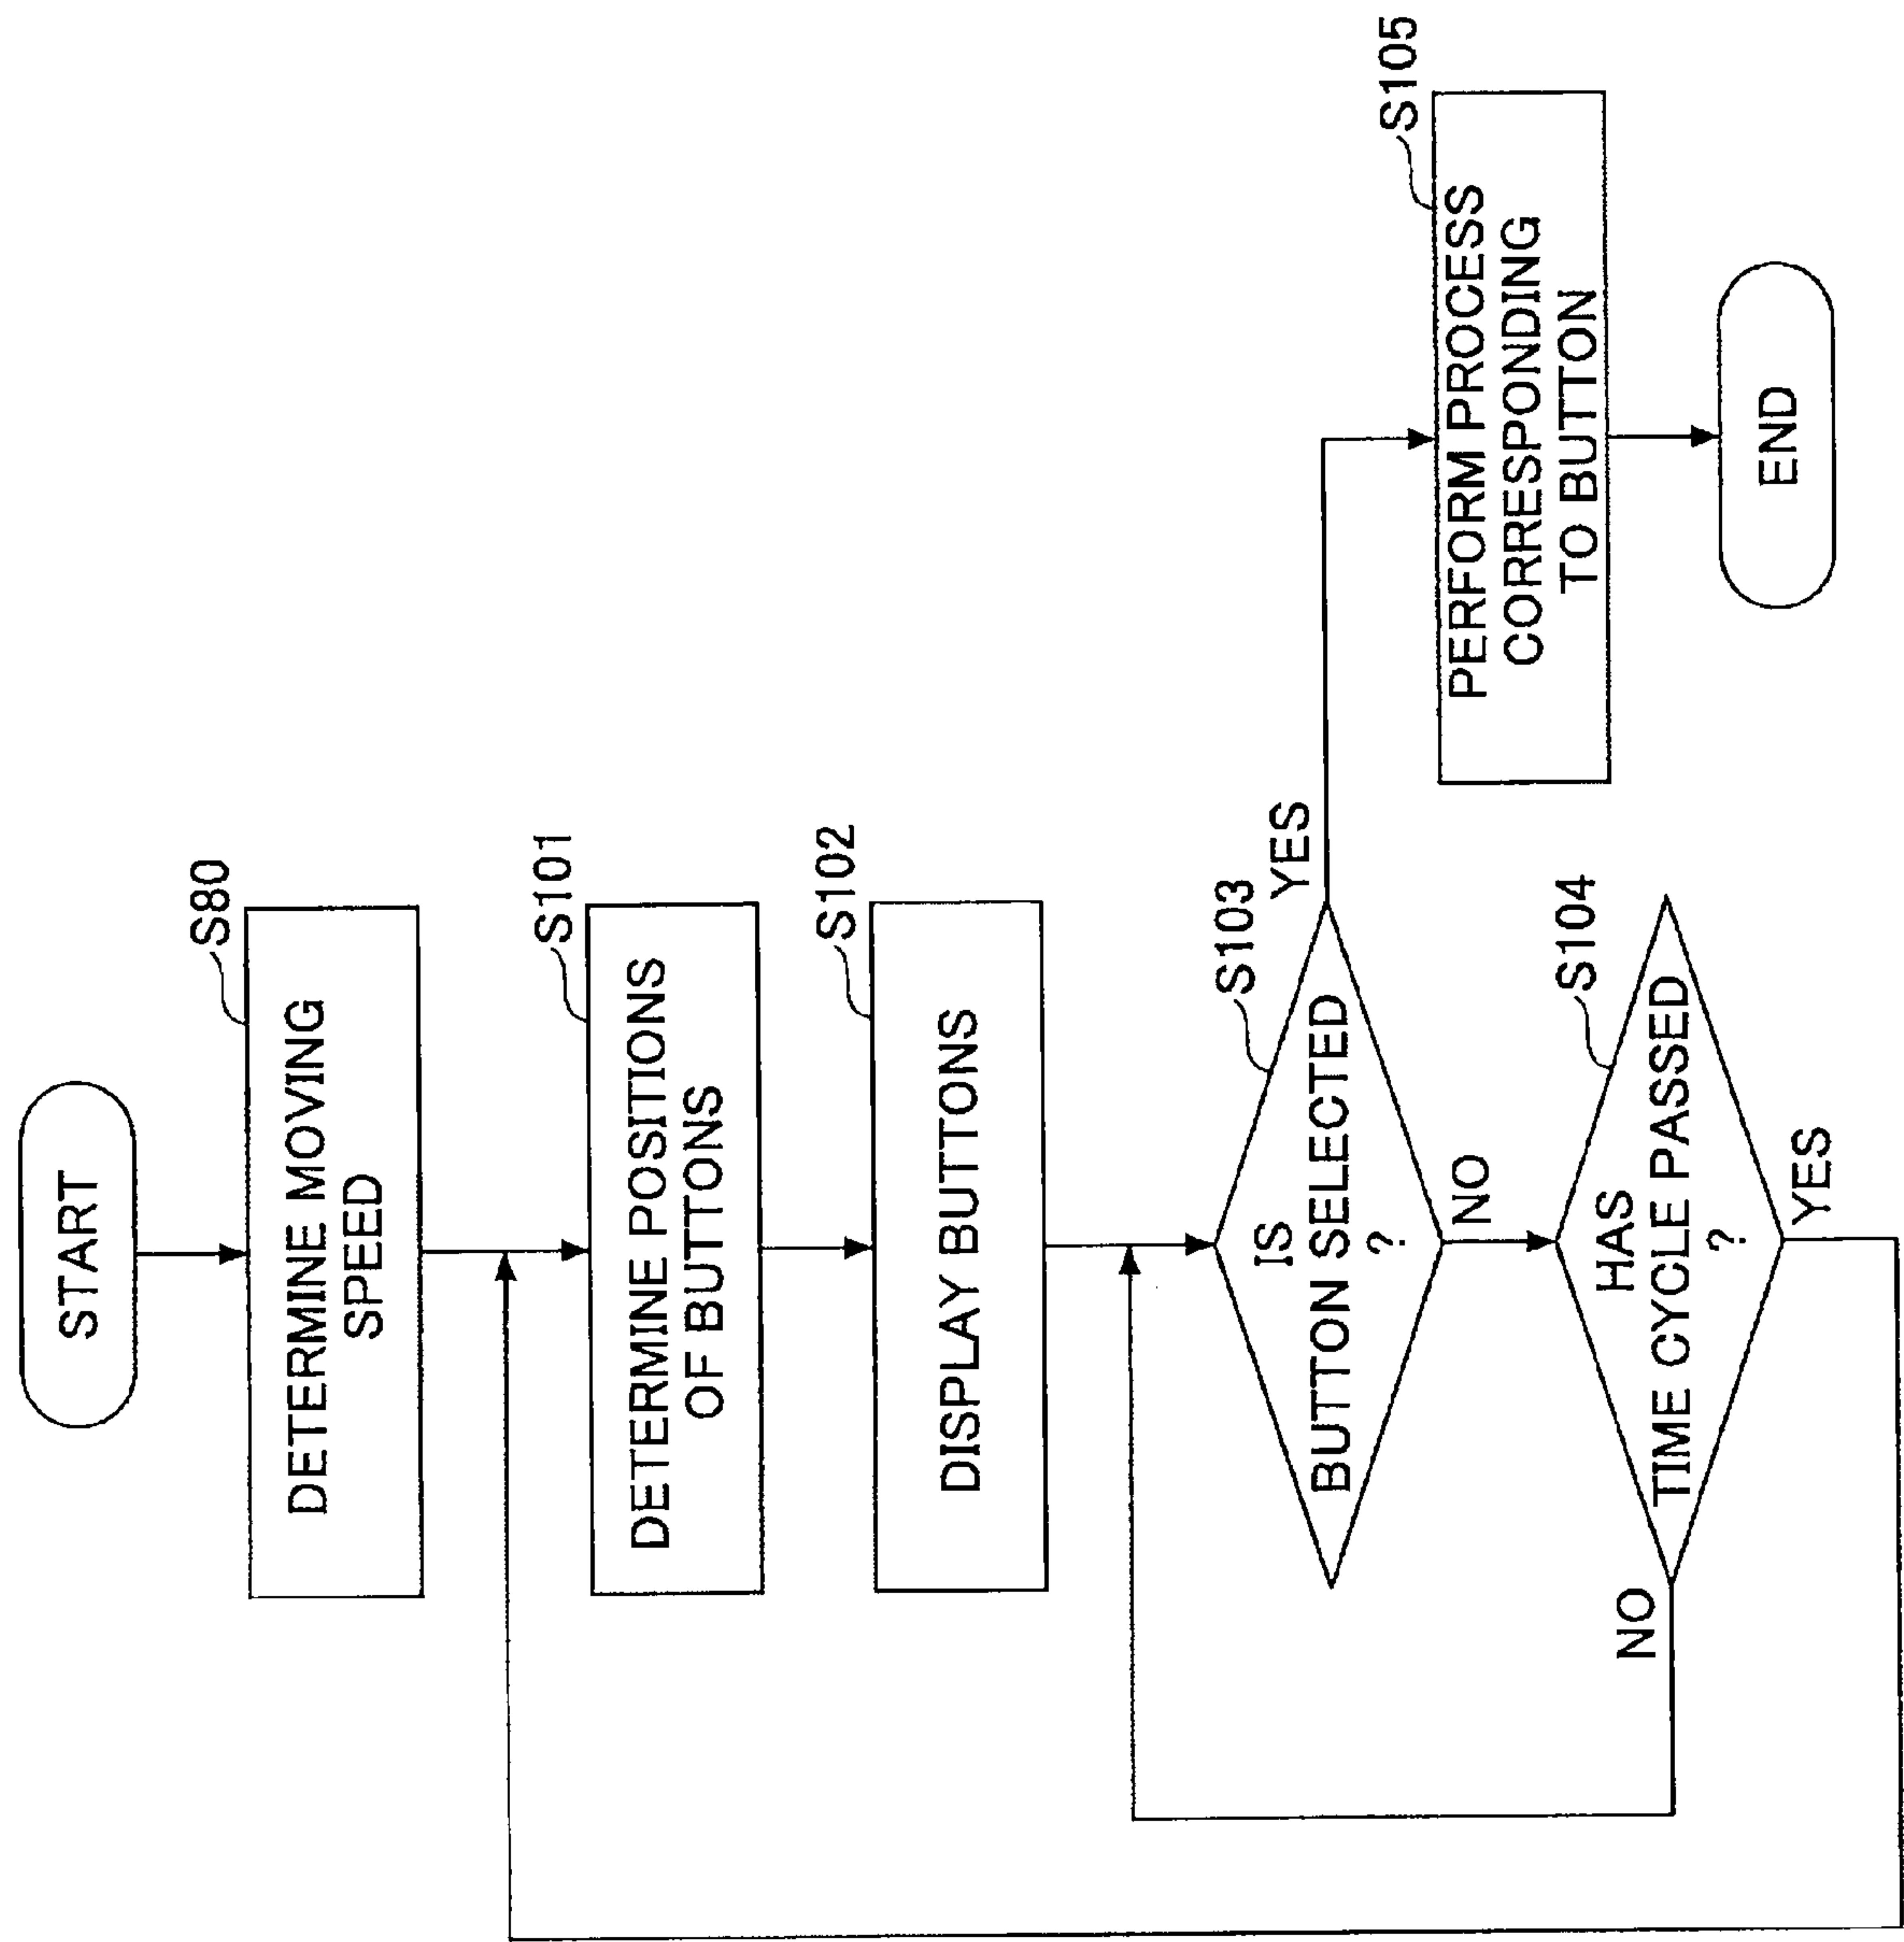 START
S80
DETERMINE MOVING
SPEED
S101
DETERMINE POSITIONS
OF BUTTONS
S102
DISPLAY BUTTONS
S103
IS
BUTTON SELECTED
?
YES
NO
S104
HAS
TIME CYCLE PASSED
?
NO
YES
S105
PERFORM PROCESS
CORRESPONDING
TO BUTTON
END